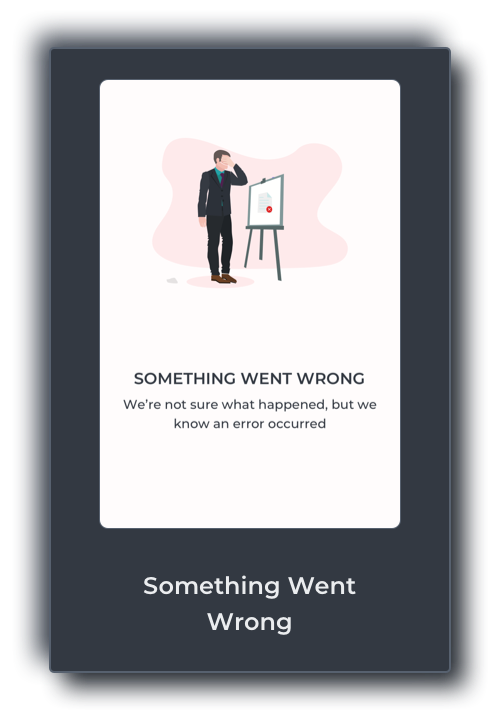 SOMETHING WENT WRONG
We're not sure what happened, but we
know an error occurred
Something Went
Wrong